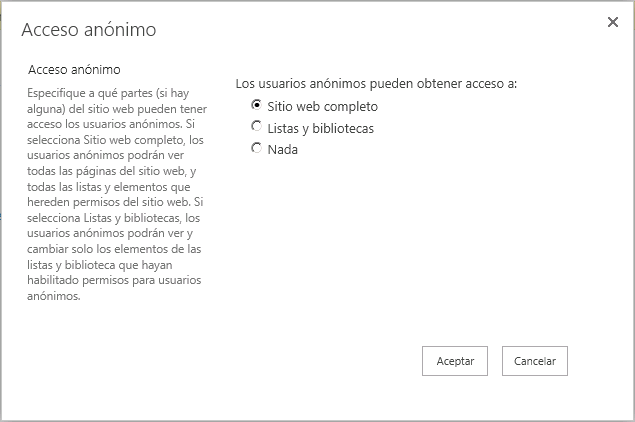 Acceso anónimo
Acceso anónimo
Especifique a qué partes (si hay
alguna) del sitio web pueden tener
acceso los usuarios anónimos. Si
selecciona Sitio web completo, los
usuarios anónimos podrán ver
todas las páginas del sitio web, y
todas las listas y elementos que
hereden permisos del sitio web. Si
selecciona Listas y bibliotecas, los
usuarios anónimos podrán ver y
cambiar solo los elementos de las
listas y biblioteca que hayan
habilitado permisos para usuarios
anónimos.
Los usuarios anónimos pueden obtener acceso a:
Sitio web completo
Listas y bibliotecas
Nada
Aceptar
Cancelar